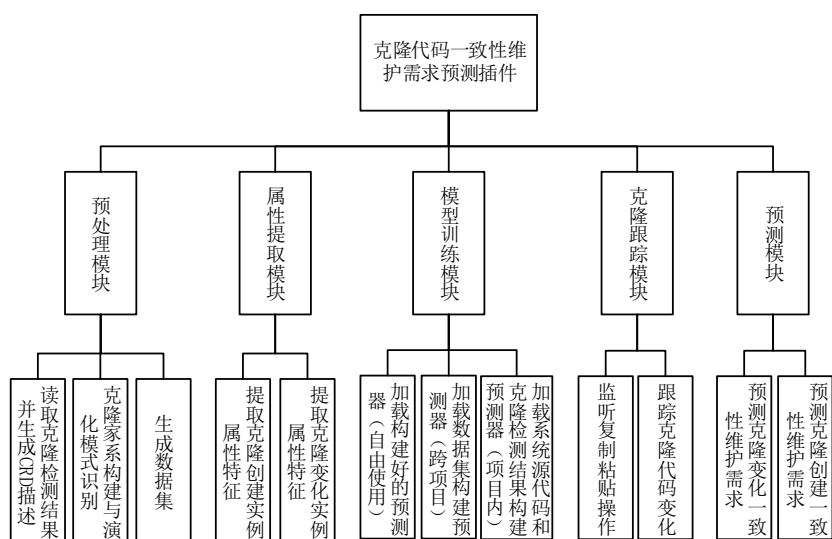 克隆代码一致性维
护需求预测插件
预处理模块
属性提取模块
模型训练模块
克隆跟踪模块
预测模块
读取克隆检测结果
并生成CRD描述
克隆家系构建与演
化模式识别
生成数据集
提取克隆创建实例
属性特征
提取克隆变化实例
属性特征
加载构建好的预测
器（自由使用）
加载数据集构建预
测器（跨项目）
加载系统源代码和
克隆检测结果构建
预测器（项目内）
监听复制粘贴操作
跟踪克隆代码变化
预测克隆变化一致
性维护需求
预测克隆创建一致
性维护需求